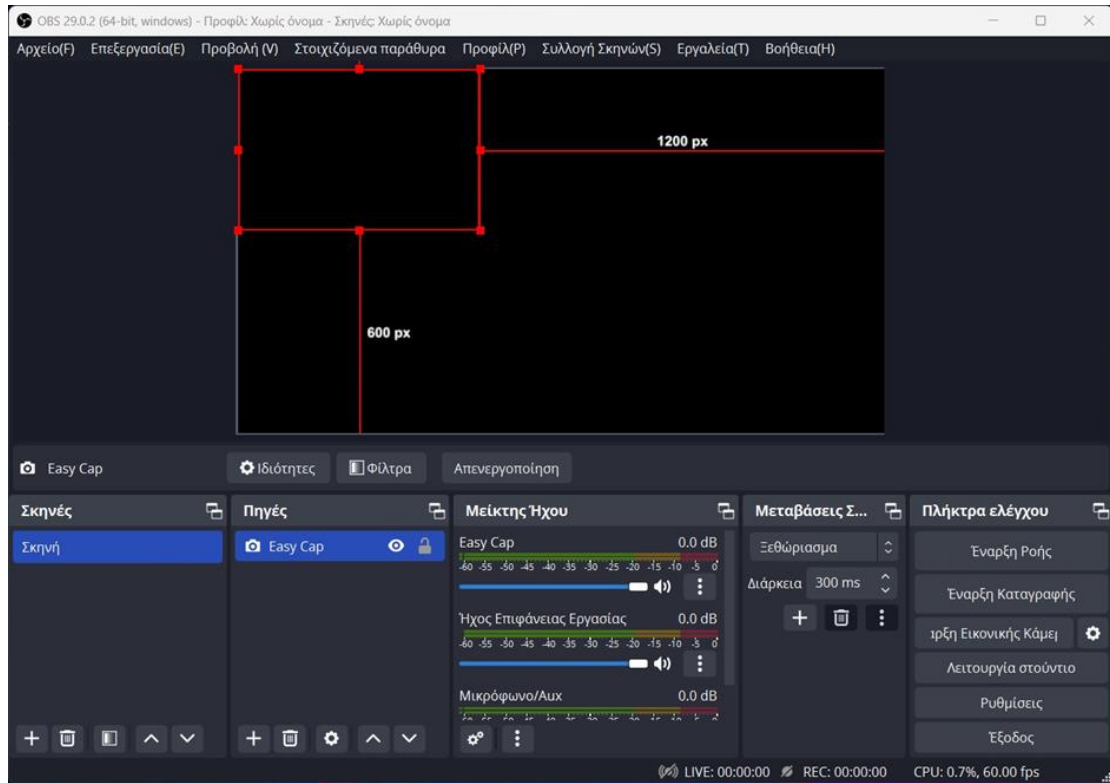 OBS 29.0.2 (64-bit, windows) - Προφίλ: Χωρίς όνομα - Σκηνές: Χωρίς όνομα
Αρχείο(F) Επεξεργασία(E) Προβολή (V) Στοιχιζόμενα παράθυρα Προφίλ(P) Συλλογή Σκηνών(S) Εργαλεία(T) Βοήθεια(H)
1200 px
600 px
Easy Cap Ιδιότητες Φίλτρα Απενεργοποίηση
Σκηνές Πηγές Μείκτης Ήχου Μεταβάσεις Σ... Πλήκτρα ελέγχου
Σκηνή Easy Cap Easy Cap 0.0 dB Ξεθώριασμα Έναρξη Ροής
-60 -55 -50 -45 -40 -35 -30 -25 -20 -15 -10 -5 0
Διάρκεια 300 ms Έναρξη Καταγραφής
Ήχος Επιφάνειας Εργασίας 0.0 dB
-60 -55 -50 -45 -40 -35 -30 -25 -20 -15 -10 -5 0
ρξη Εικονικής Κάμε
Λειτουργία στούντιο
Μικρόφωνο/Aux 0.0 dB Ρυθμίσεις
Έξοδος
LIVE: 00:00:00 REC: 00:00:00 CPU: 0.7%, 60.00 fps